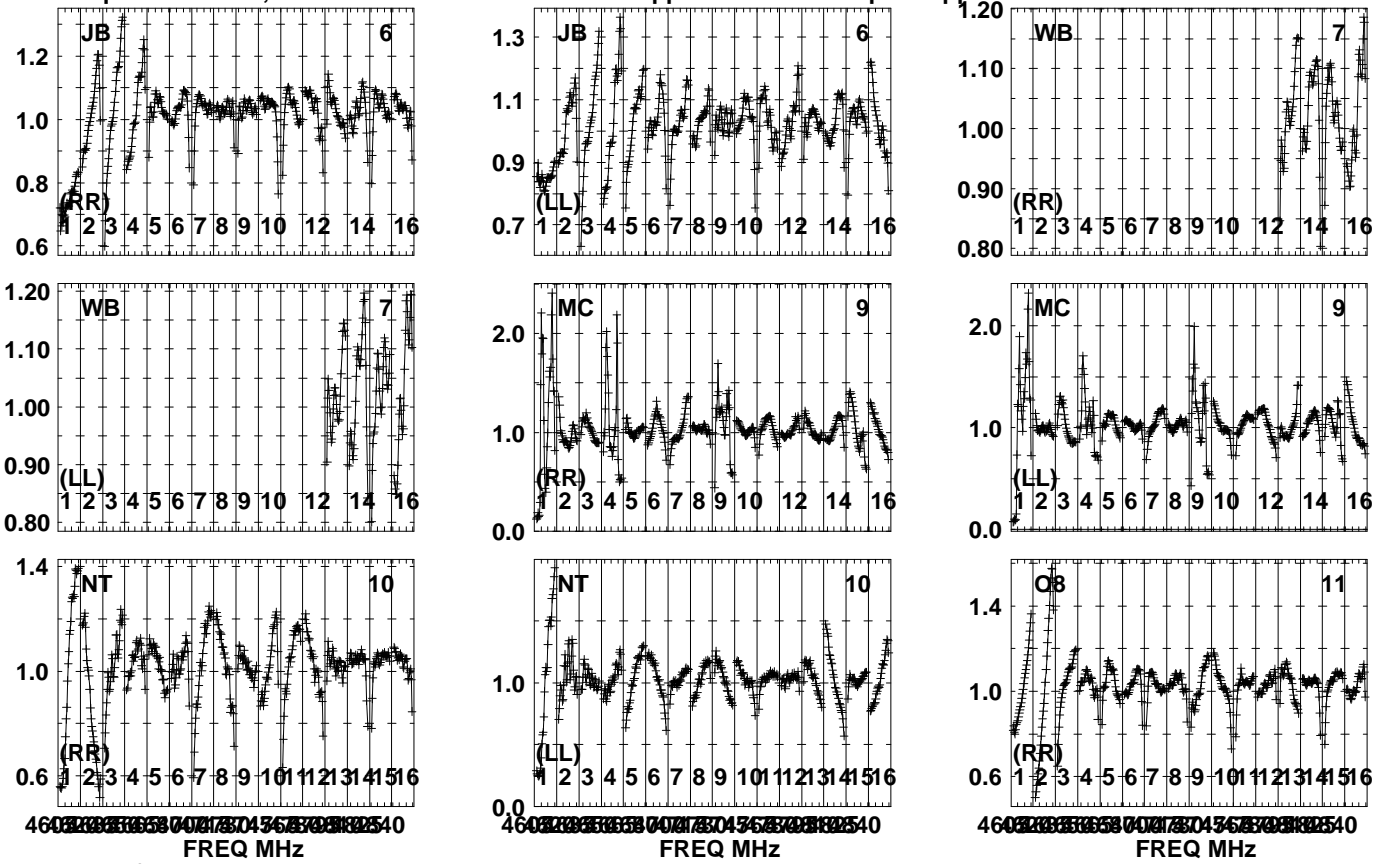 JB 6
1.2
1.0
0.8
0.6
(RR)
1 2 3 4 5 6 7 8 9 10 12 14 16
JB 6
1.3
1.1
0.9
0.7
(LL)
1 2 3 4 5 6 7 8 9 10 12 14 16
WB 7
1.20
1.10
1.00
0.90
0.80
(RR)
1 2 3 4 5 6 7 8 9 10 12 14 16
WB 7
1.20
1.10
1.00
0.90
0.80
(LL)
1 2 3 4 5 6 7 8 9 10 12 14 16
MC 9
2.0
1.0
0.0
(RR)
1 2 3 4 5 6 7 8 9 10 12 14 16
MC 9
2.0
1.0
0.0
(LL)
1 2 3 4 5 6 7 8 9 10 12 14 16
NT 10
1.4
1.0
0.6
(RR)
1 2 3 4 5 6 7 8 9 10 11 12 13 14 15 16
FREQ MHz
NT 10
1.0
0.0
(LL)
1 2 3 4 5 6 7 8 9 10 11 12 13 14 15 16
FREQ MHz
O8 11
1.4
1.0
0.6
(RR)
1 2 3 4 5 6 7 8 9 10 11 12 13 14 15 16
FREQ MHz